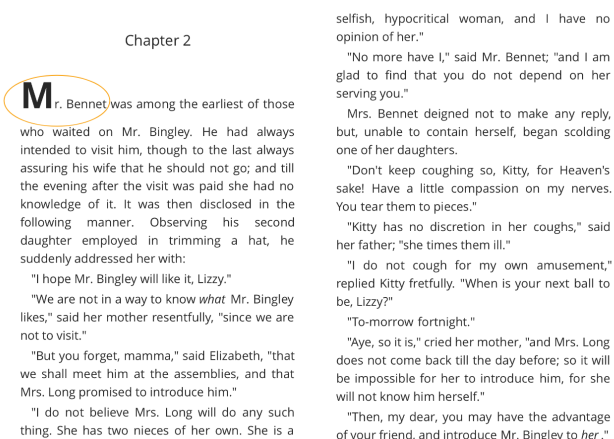 Chapter 2
Mr. Bennet was among the earliest of those
who waited on Mr. Bingley. He had always
intended to visit him, though to the last always
assuring his wife that he should not go; and till
the evening after the visit was paid she had no
knowledge of it. It was then disclosed in the
following manner. Observing his second
daughter employed in trimming a hat, he
suddenly addressed her with:
"I hope Mr. Bingley will like it, Lizzy."
"We are not in a way to know what Mr. Bingley
likes," said her mother resentfully, "since we are
not to visit."
"But you forget, mamma," said Elizabeth, "that
we shall meet him at the assemblies, and that
Mrs. Long promised to introduce him."
"I do not believe Mrs. Long will do any such
thing. She has two nieces of her own. She is a
selfish, hypocritical woman, and I have no
opinion of her."
"No more have I," said Mr. Bennet; "and I am
glad to find that you do not depend on her
serving you."
Mrs. Bennet deigned not to make any reply,
but, unable to contain herself, began scolding
one of her daughters.
"Don't keep coughing so, Kitty, for Heaven's
sake! Have a little compassion on my nerves.
You tear them to pieces."
"Kitty has no discretion in her coughs," said
her father; "she times them ill."
"I do not cough for my own amusement,"
replied Kitty fretfully. "When is your next ball to
be, Lizzy?"
"To-morrow fortnight."
"Aye, so it is," cried her mother, "and Mrs. Long
does not come back till the day before; so it will
be impossible for her to introduce him, for she
will not know him herself."
"Then, my dear, you may have the advantage
of your friend, and introduce Mr. Bingley to her."